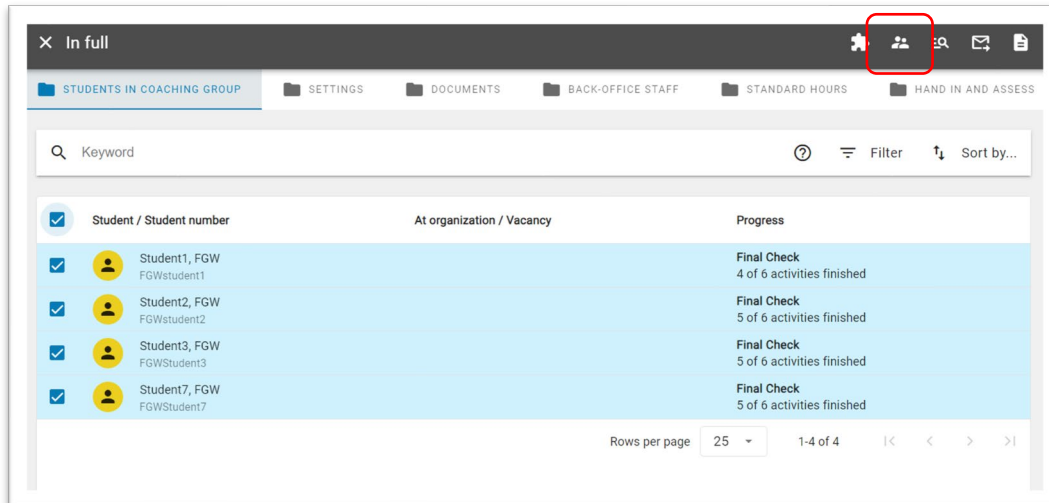 In full
STUDENTS IN COACHING GROUP SETTINGS DOCUMENTS BACK-OFFICE STAFF STANDARD HOURS HAND IN AND ASSESS
Keyword Filter Sort by...
Student / Student number At organization / Vacancy Progress
Student1, FGW Final Check
FGWstudent1 4 of 6 activities finished
Student2, FGW Final Check
FGWstudent2 5 of 6 activities finished
Student3, FGW Final Check
FGWStudent3 5 of 6 activities finished
Student7, FGW Final Check
FGWStudent7 5 of 6 activities finished
Rows per page 25 1-4 of 4